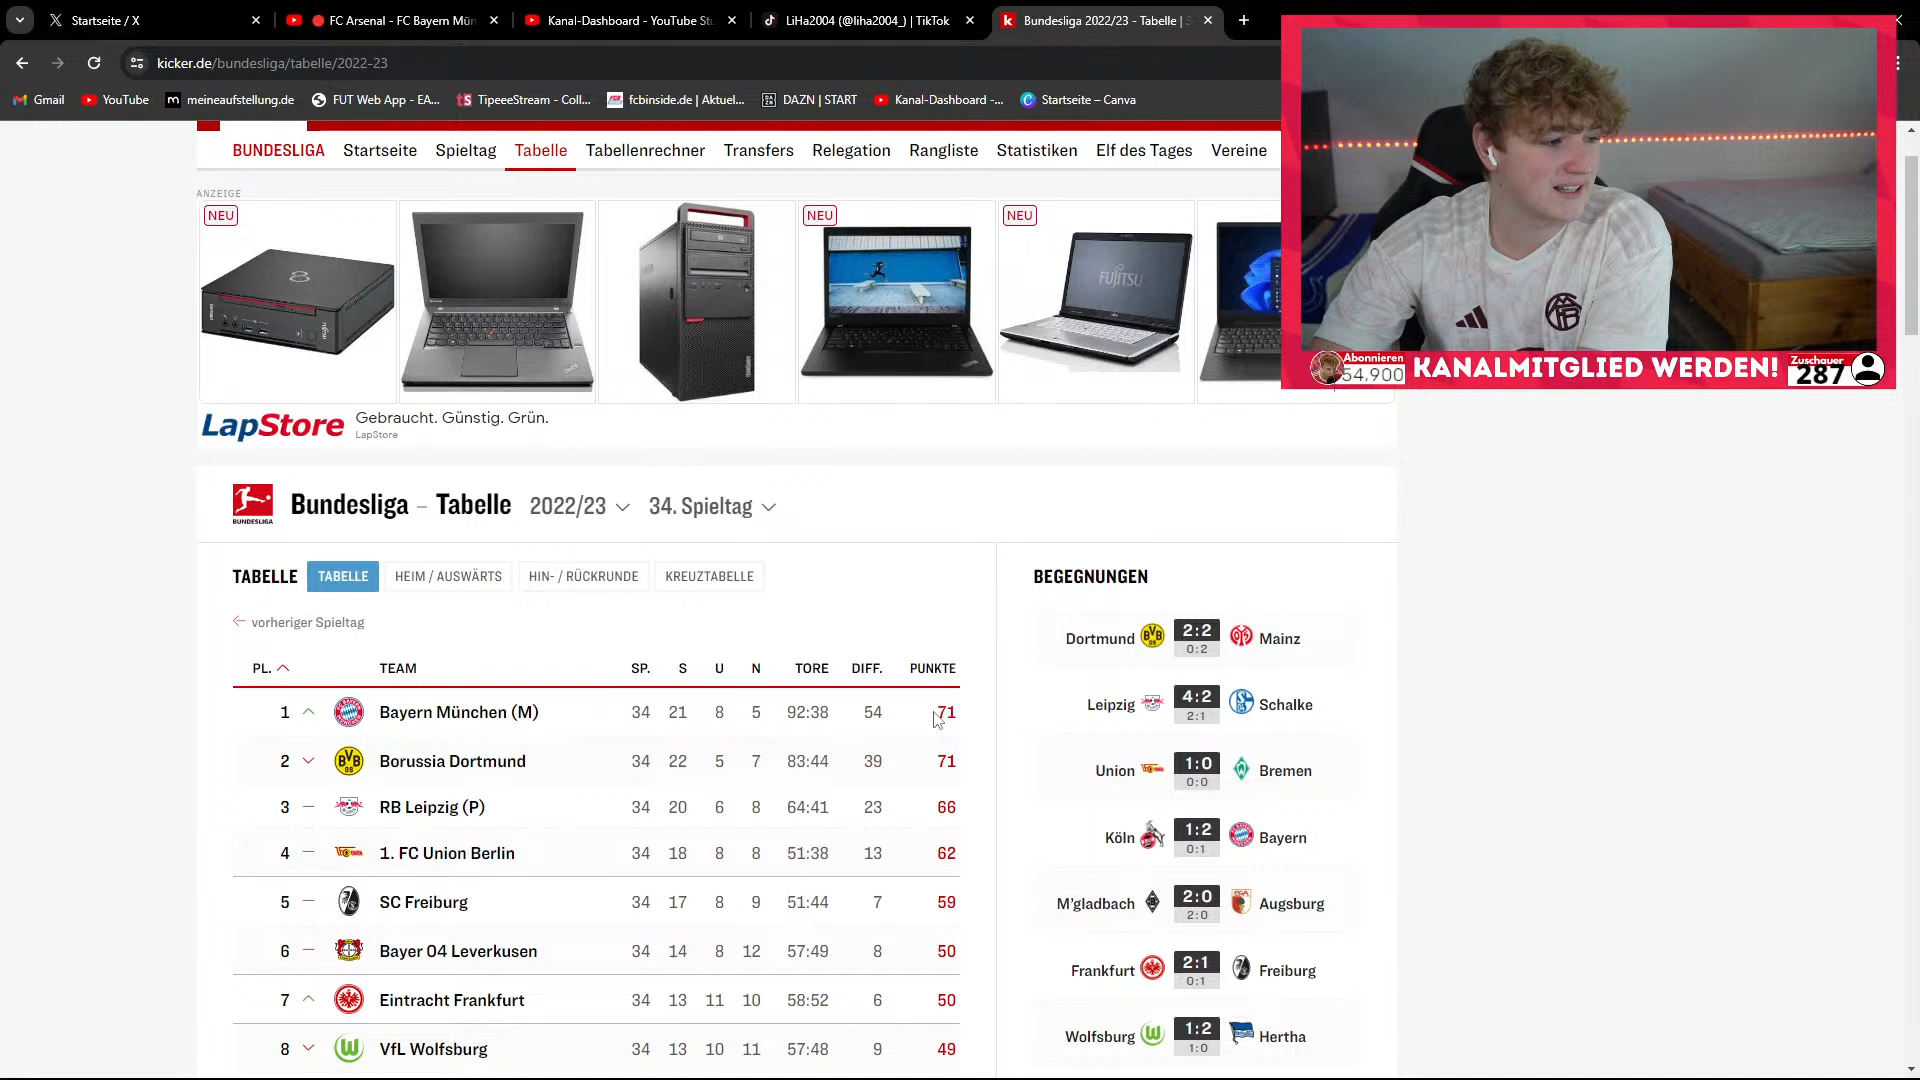 Startseite / X
FC Arsenal - FC Bayern Mün
Kanal-Dashboard - YouTube St
LiHa2004 (@liha2004_) | TikTok
Bundesliga 2022/23 - Tabelle |
kicker.de/bundesliga/tabelle/2022-23
Gmail
YouTube
meineaufstellung.de
FUT Web App - EA...
TipeeeStream - Coll...
fcbinside.de | Aktuel...
DAZN | START
Kanal-Dashboard -...
Startseite – Canva
BUNDESLIGA Startseite Spieltag Tabelle Tabellenrechner Transfers Relegation Rangliste Statistiken Elf des Tages Vereine
ANZEIGE
NEU
NEU
NEU
FUJITSU
LapStore
Gebraucht. Günstig. Grün.
LapStore
Abonnieren
54,900
KANALMITGLIED WERDEN!
Zuschauer
287
BUNDESLIGA
Bundesliga – Tabelle 2022/23 34. Spieltag
TABELLE TABELLE HEIM / AUSWÄRTS HIN- / RÜCKRUNDE KREUZTABELLE
vorheriger Spieltag
PL. TEAM SP. S U N TORE DIFF. PUNKTE
1 Bayern München (M) 34 21 8 5 92:38 54 71
2 Borussia Dortmund 34 22 5 7 83:44 39 71
3 RB Leipzig (P) 34 20 6 8 64:41 23 66
4 1. FC Union Berlin 34 18 8 8 51:38 13 62
5 SC Freiburg 34 17 8 9 51:44 7 59
6 Bayer 04 Leverkusen 34 14 8 12 57:49 8 50
7 Eintracht Frankfurt 34 13 11 10 58:52 6 50
8 VfL Wolfsburg 34 13 10 11 57:48 9 49
BEGEGNUNGEN
Dortmund 2:2 Mainz
0:2
Leipzig 4:2 Schalke
2:1
Union 1:0 Bremen
0:0
Köln 1:2 Bayern
0:1
M'gladbach 2:0 Augsburg
2:0
Frankfurt 2:1 Freiburg
0:1
Wolfsburg 1:2 Hertha
1:0